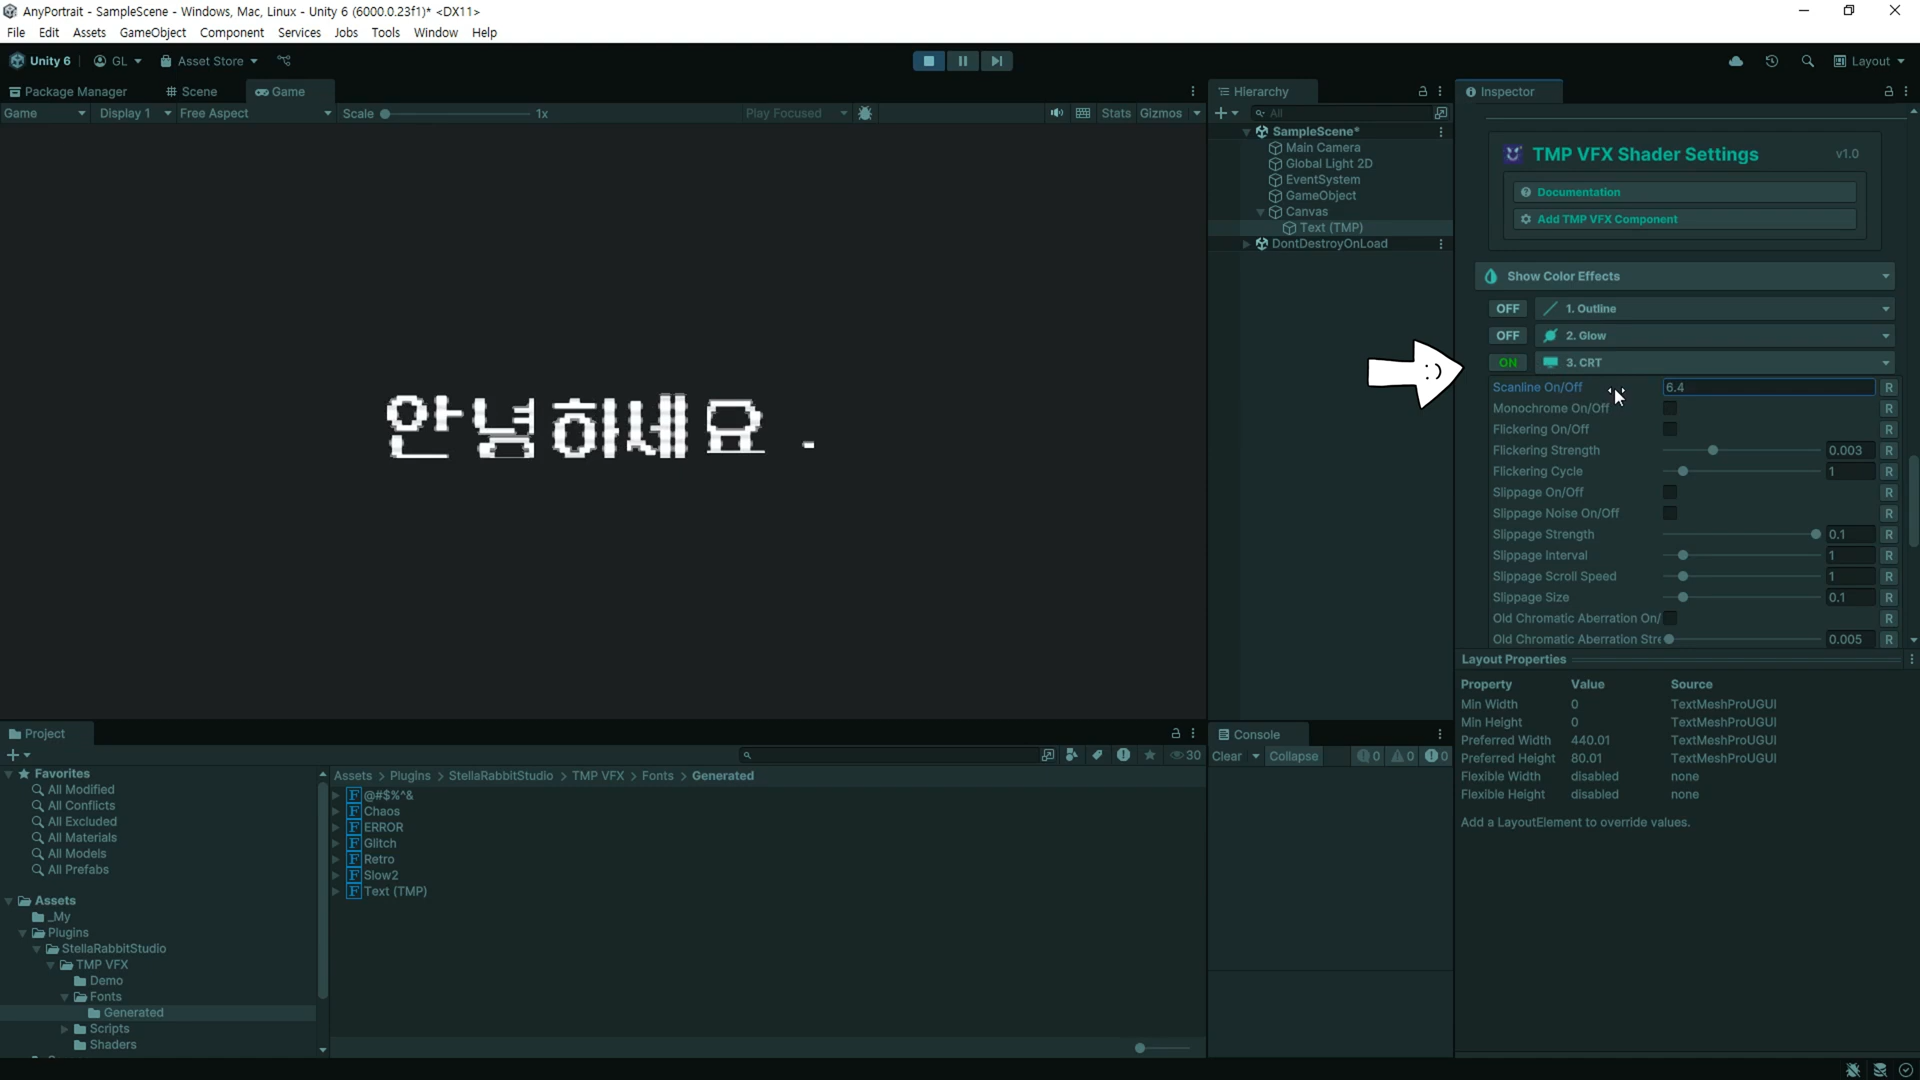 AnyPortrait - SampleScene - Windows, Mac, Linux - Unity 6 (6000.0.23f1)* <DX11>
File Edit Assets GameObject Component Services Jobs Tools Window Help
Unity 6 GL Asset Store Layout
Package Manager Scene Game
Game Display 1 Free Aspect Scale 1x Play Focused Stats Gizmos
안녕하세요 .
Hierarchy
All
SampleScene*
Main Camera
Global Light 2D
EventSystem
GameObject
Canvas
Text (TMP)
DontDestroyOnLoad
Inspector
TMP VFX Shader Settings v1.0
Documentation
Add TMP VFX Component
Show Color Effects
OFF 1. Outline
OFF 2. Glow
ON 3. CRT
:)
Scanline On/Off 6.4 R
Monochrome On/Off R
Flickering On/Off R
Flickering Strength 0.003 R
Flickering Cycle 1 R
Slippage On/Off R
Slippage Noise On/Off R
Slippage Strength 0.1 R
Slippage Interval 1 R
Slippage Scroll Speed 1 R
Slippage Size 0.1 R
Old Chromatic Aberration On/ R
Old Chromatic Aberration Stre 0.005 R
Layout Properties
Property Value Source
Min Width 0 TextMeshProUGUI
Min Height 0 TextMeshProUGUI
Preferred Width 440.01 TextMeshProUGUI
Preferred Height 80.01 TextMeshProUGUI
Flexible Width disabled none
Flexible Height disabled none
Add a LayoutElement to override values.
Project
30
Favorites
All Modified
All Conflicts
All Excluded
All Materials
All Models
All Prefabs
Assets
_My
Plugins
StellaRabbitStudio
TMP VFX
Demo
Fonts
Generated
Scripts
Shaders
Assets > Plugins > StellaRabbitStudio > TMP VFX > Fonts > Generated
@#$%^&
Chaos
ERROR
Glitch
Retro
Slow2
Text (TMP)
Console
Clear Collapse 0 0 0